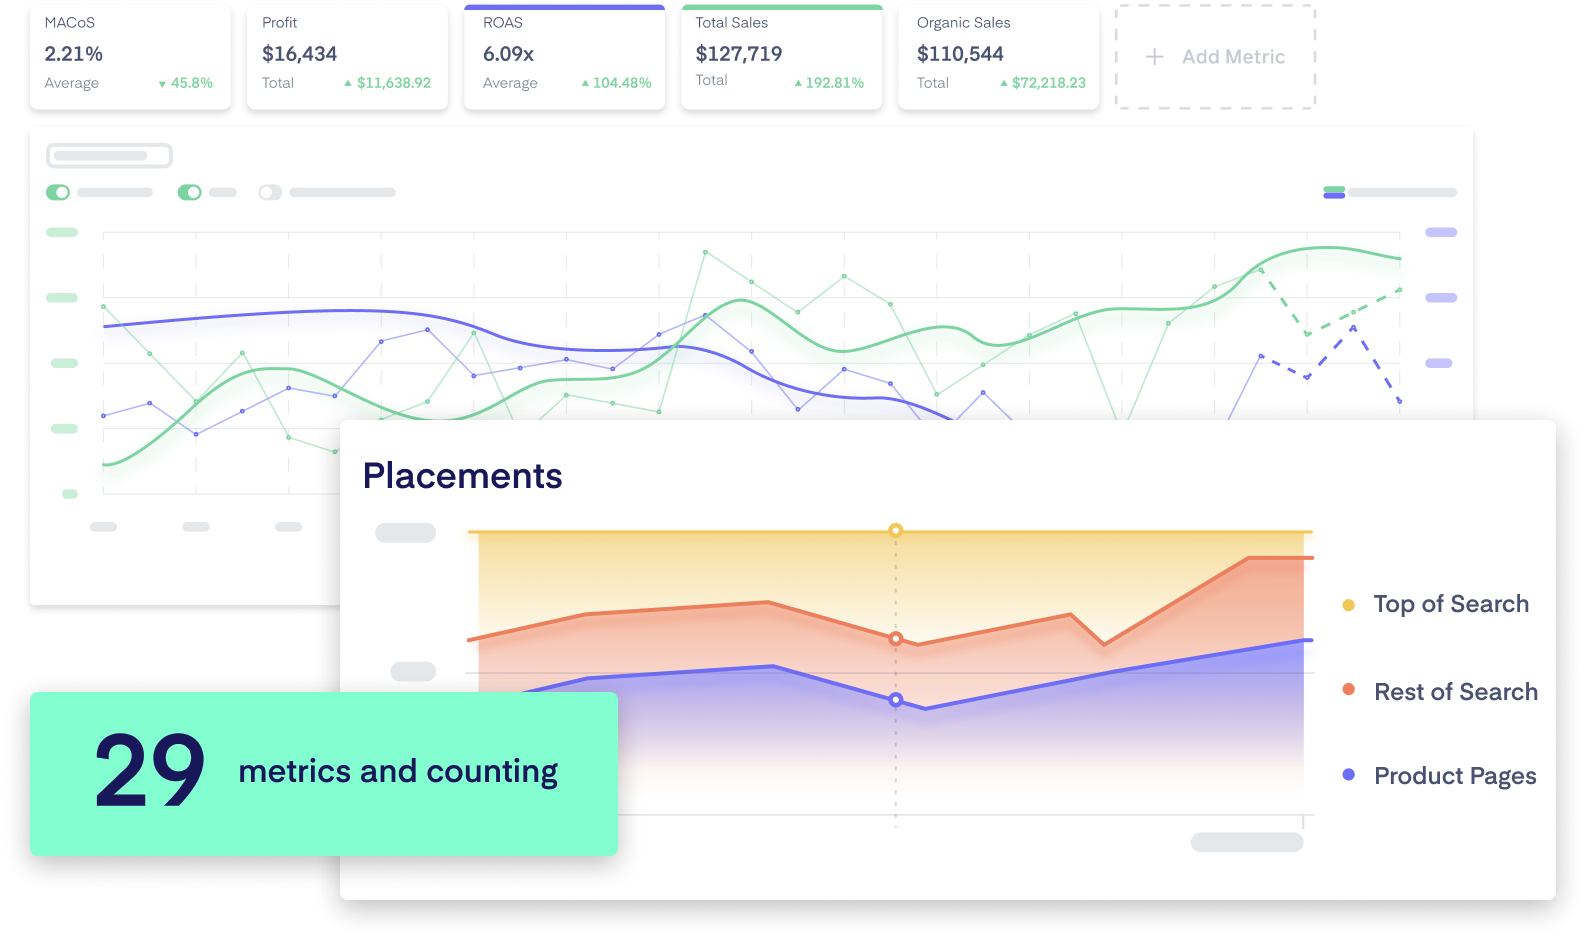 MACoS
2.21%
Average ▼ 45.8%
Profit
$16,434
Total ▲ $11,638.92
ROAS
6.09x
Average ▲ 104.48%
Total Sales
$127,719
Total ▲ 192.81%
Organic Sales
$110,544
Total ▲ $72,218.23
+ Add Metric
Placements
Top of Search
Rest of Search
Product Pages
29 metrics and counting